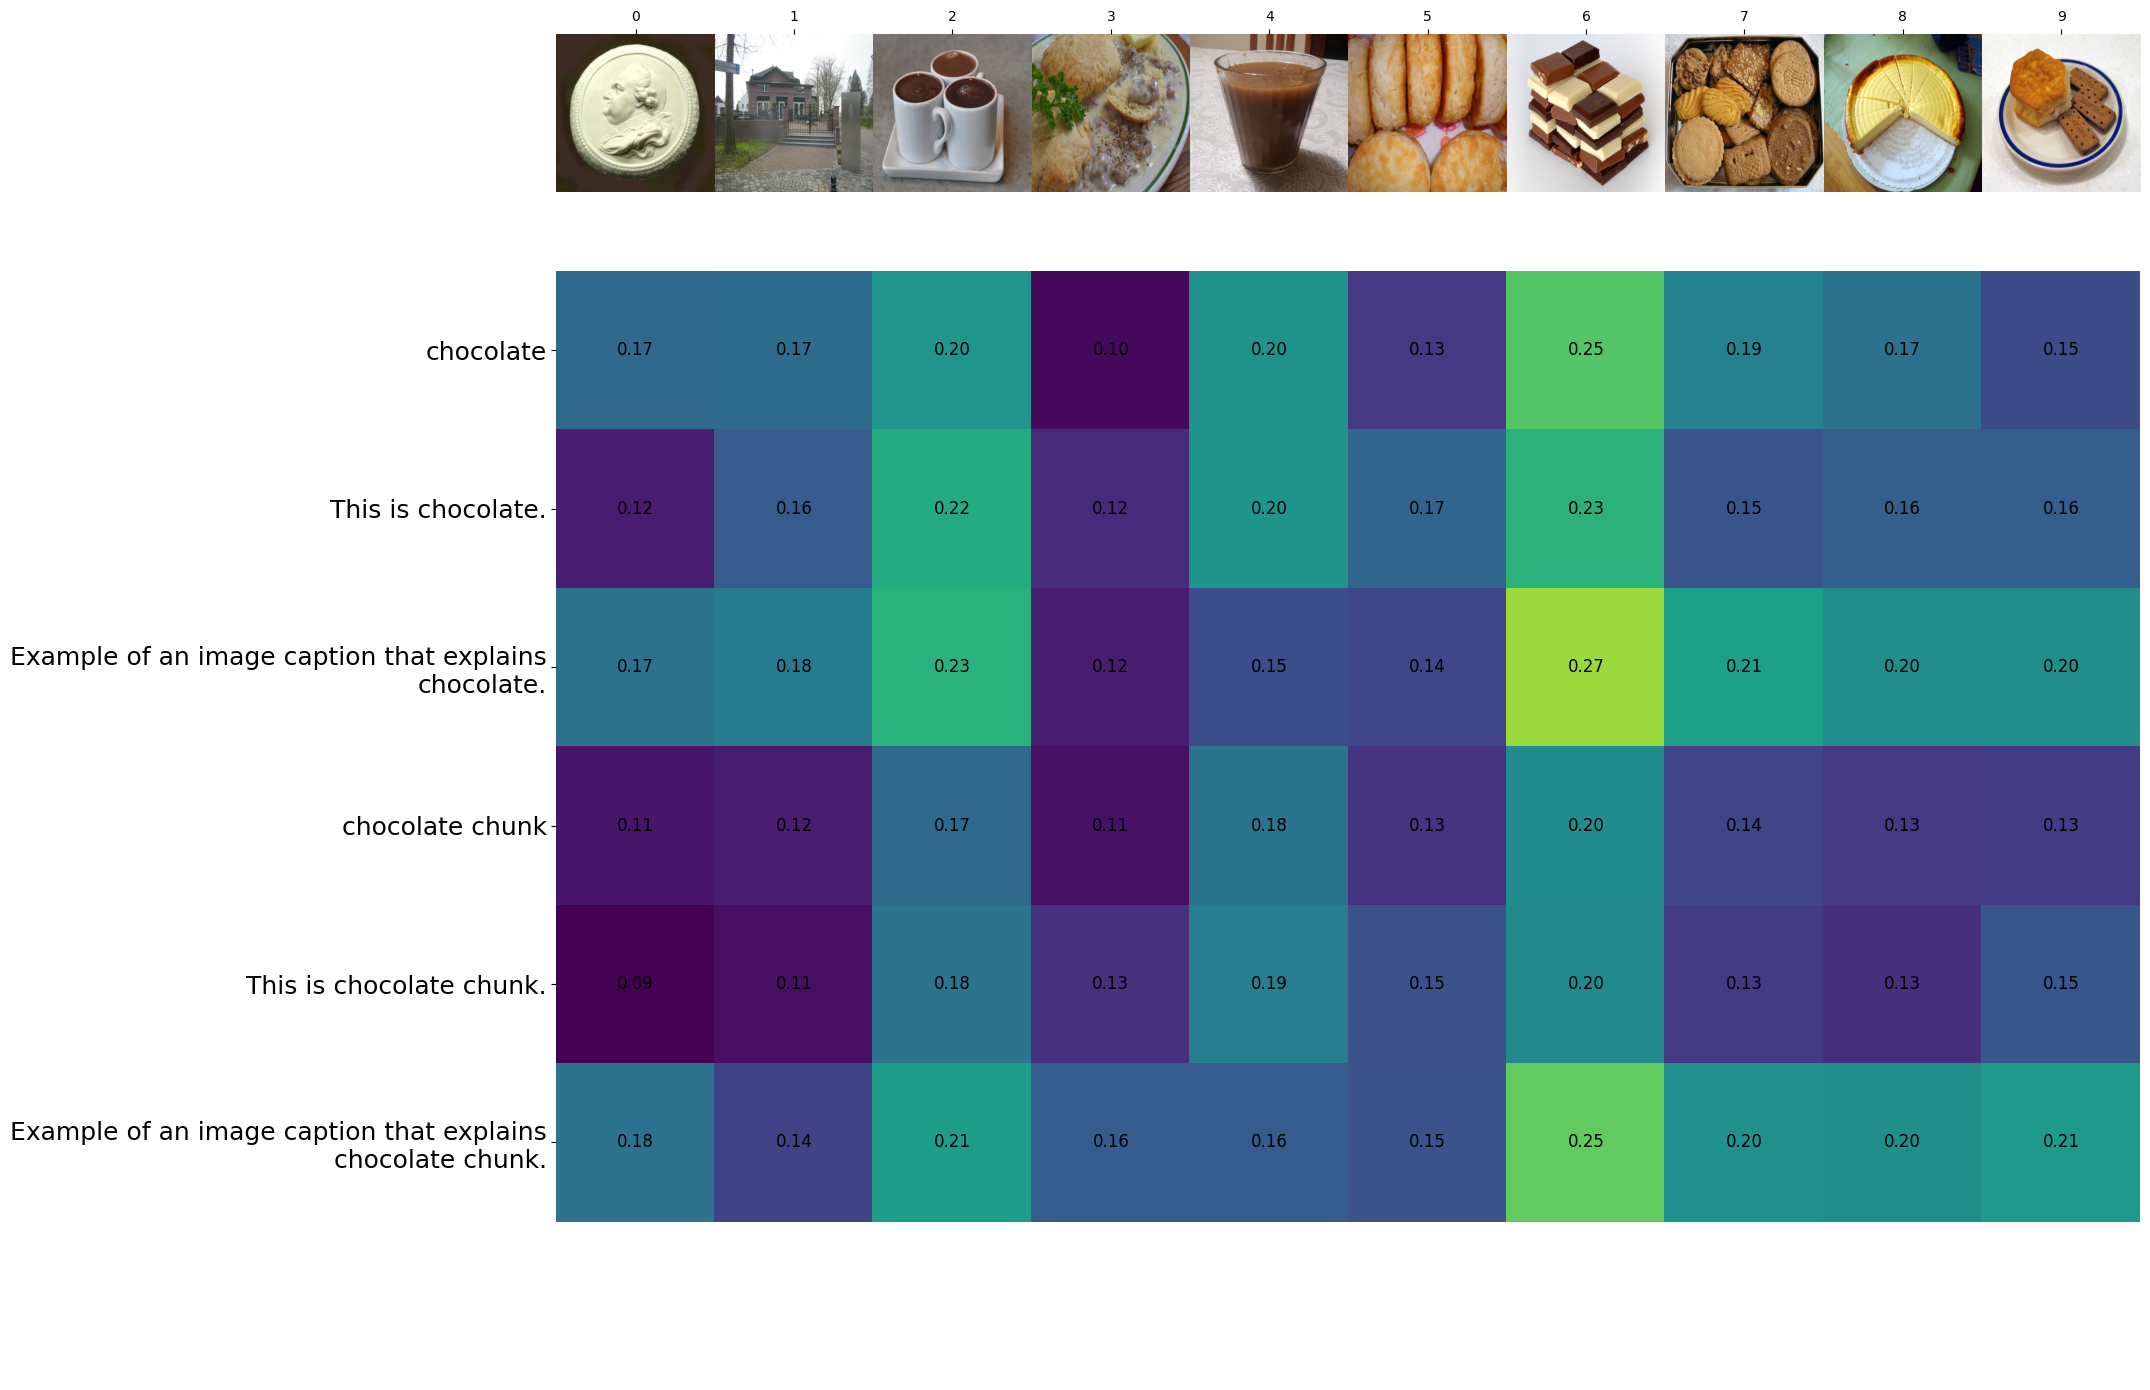 0 1 2 3 4 5 6 7 8 9
chocolate 0.17 0.17 0.20 0.10 0.20 0.13 0.25 0.19 0.17 0.15
This is chocolate. 0.12 0.16 0.22 0.12 0.20 0.17 0.23 0.15 0.16 0.16
Example of an image caption that explains
chocolate. 0.17 0.18 0.23 0.12 0.15 0.14 0.27 0.21 0.20 0.20
chocolate chunk 0.11 0.12 0.17 0.11 0.18 0.13 0.20 0.14 0.13 0.13
This is chocolate chunk. 0.09 0.11 0.18 0.13 0.19 0.15 0.20 0.13 0.13 0.15
Example of an image caption that explains
chocolate chunk. 0.18 0.14 0.21 0.16 0.16 0.15 0.25 0.20 0.20 0.21